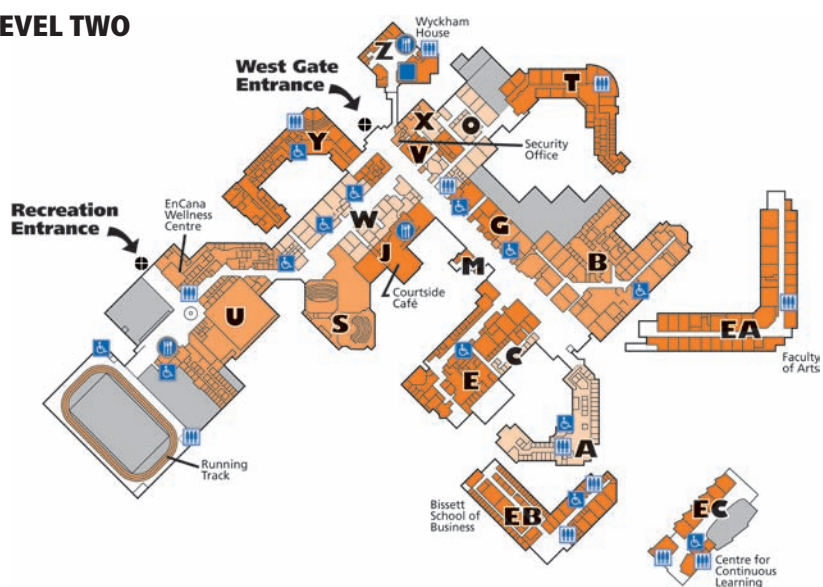 EVEL TWO
Wyckham
House
Z
West Gate
Entrance
T
X
O
V
Security
Office
Y
EnCana
Wellness
Centre
Recreation
Entrance
W
G
J
B
M
Courtside
Café
U
S
EA
C
E
Faculty
of Arts
A
Running
Track
Bissett
School of
Business
EB
EC
Centre for
Continuous
Learning